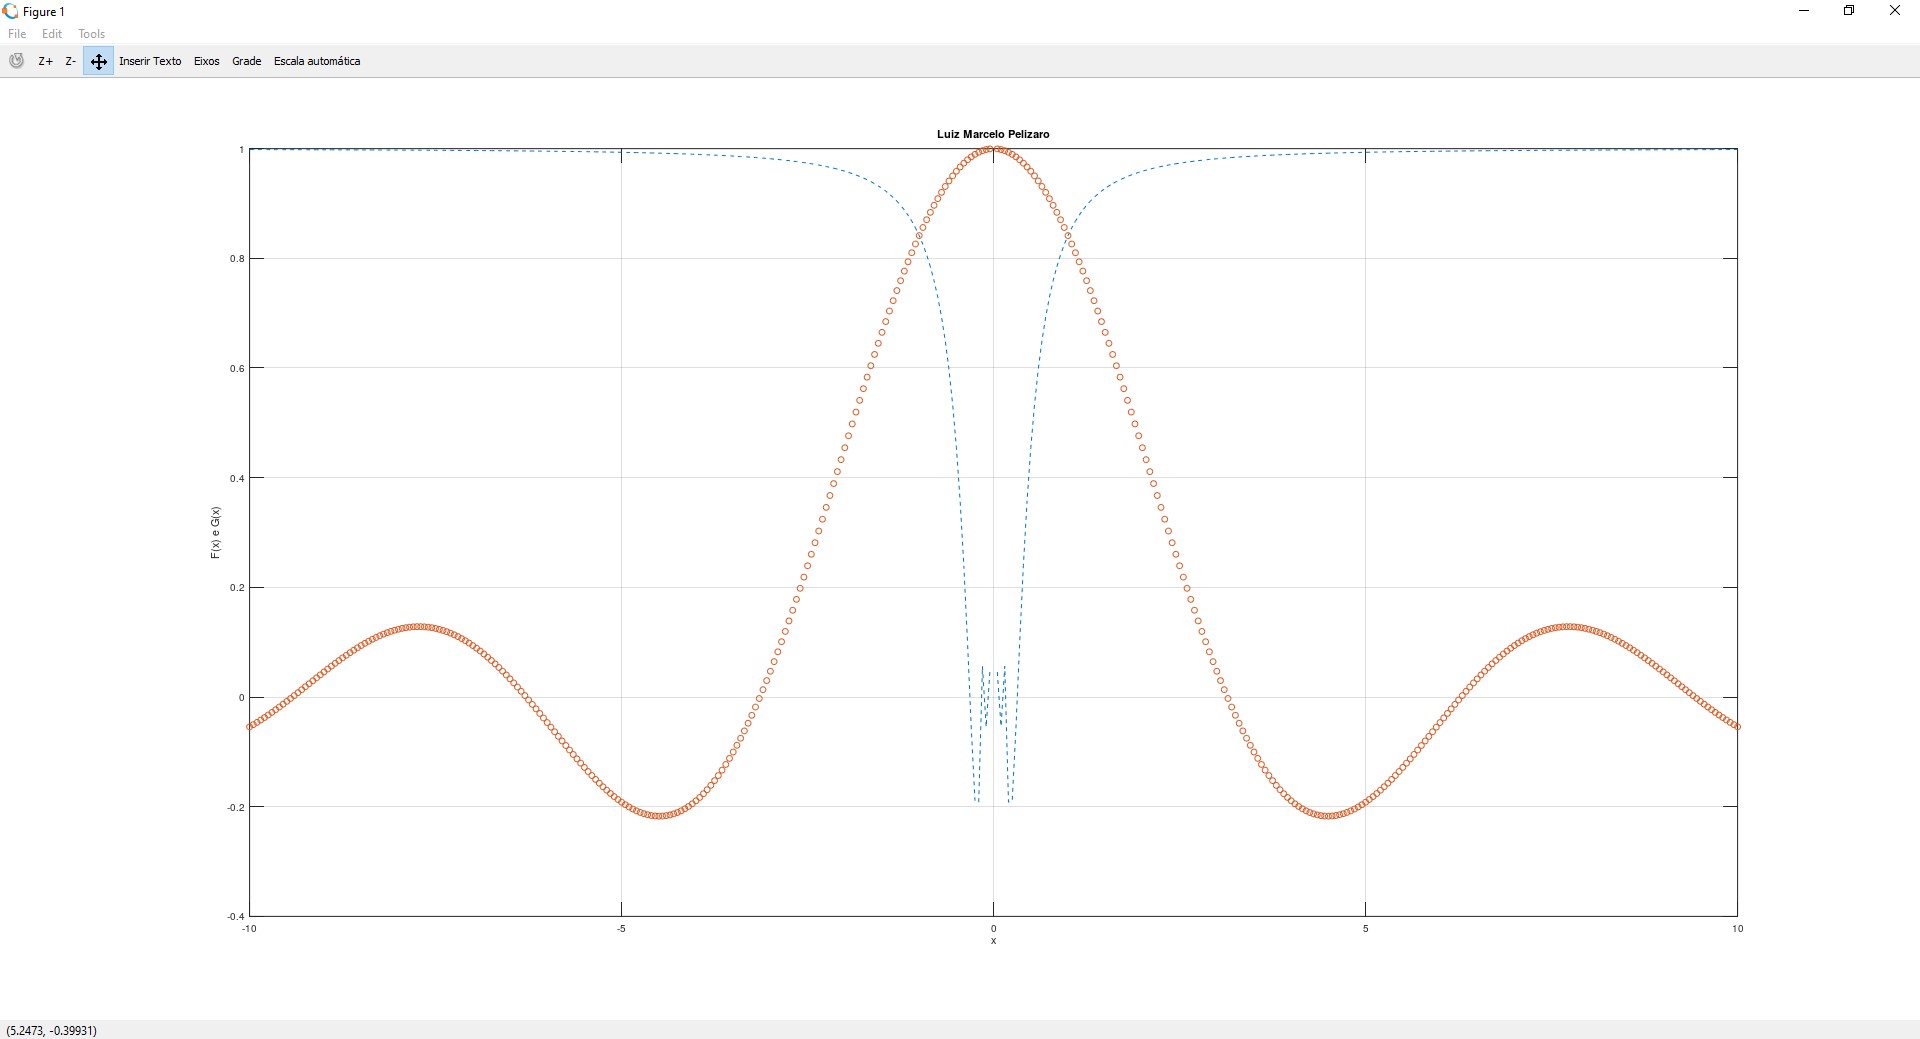 Figure 1
File Edit Tools
Z+ Z- Inserir Texto Eixos Grade Escala automática
Luiz Marcelo Pelizaro
1
0.8
0.6
0.4
0.2
0
-0.2
-0.4
F(x) e G(x)
-10 -5 0 5 10
x
(5.2473, -0.39931)